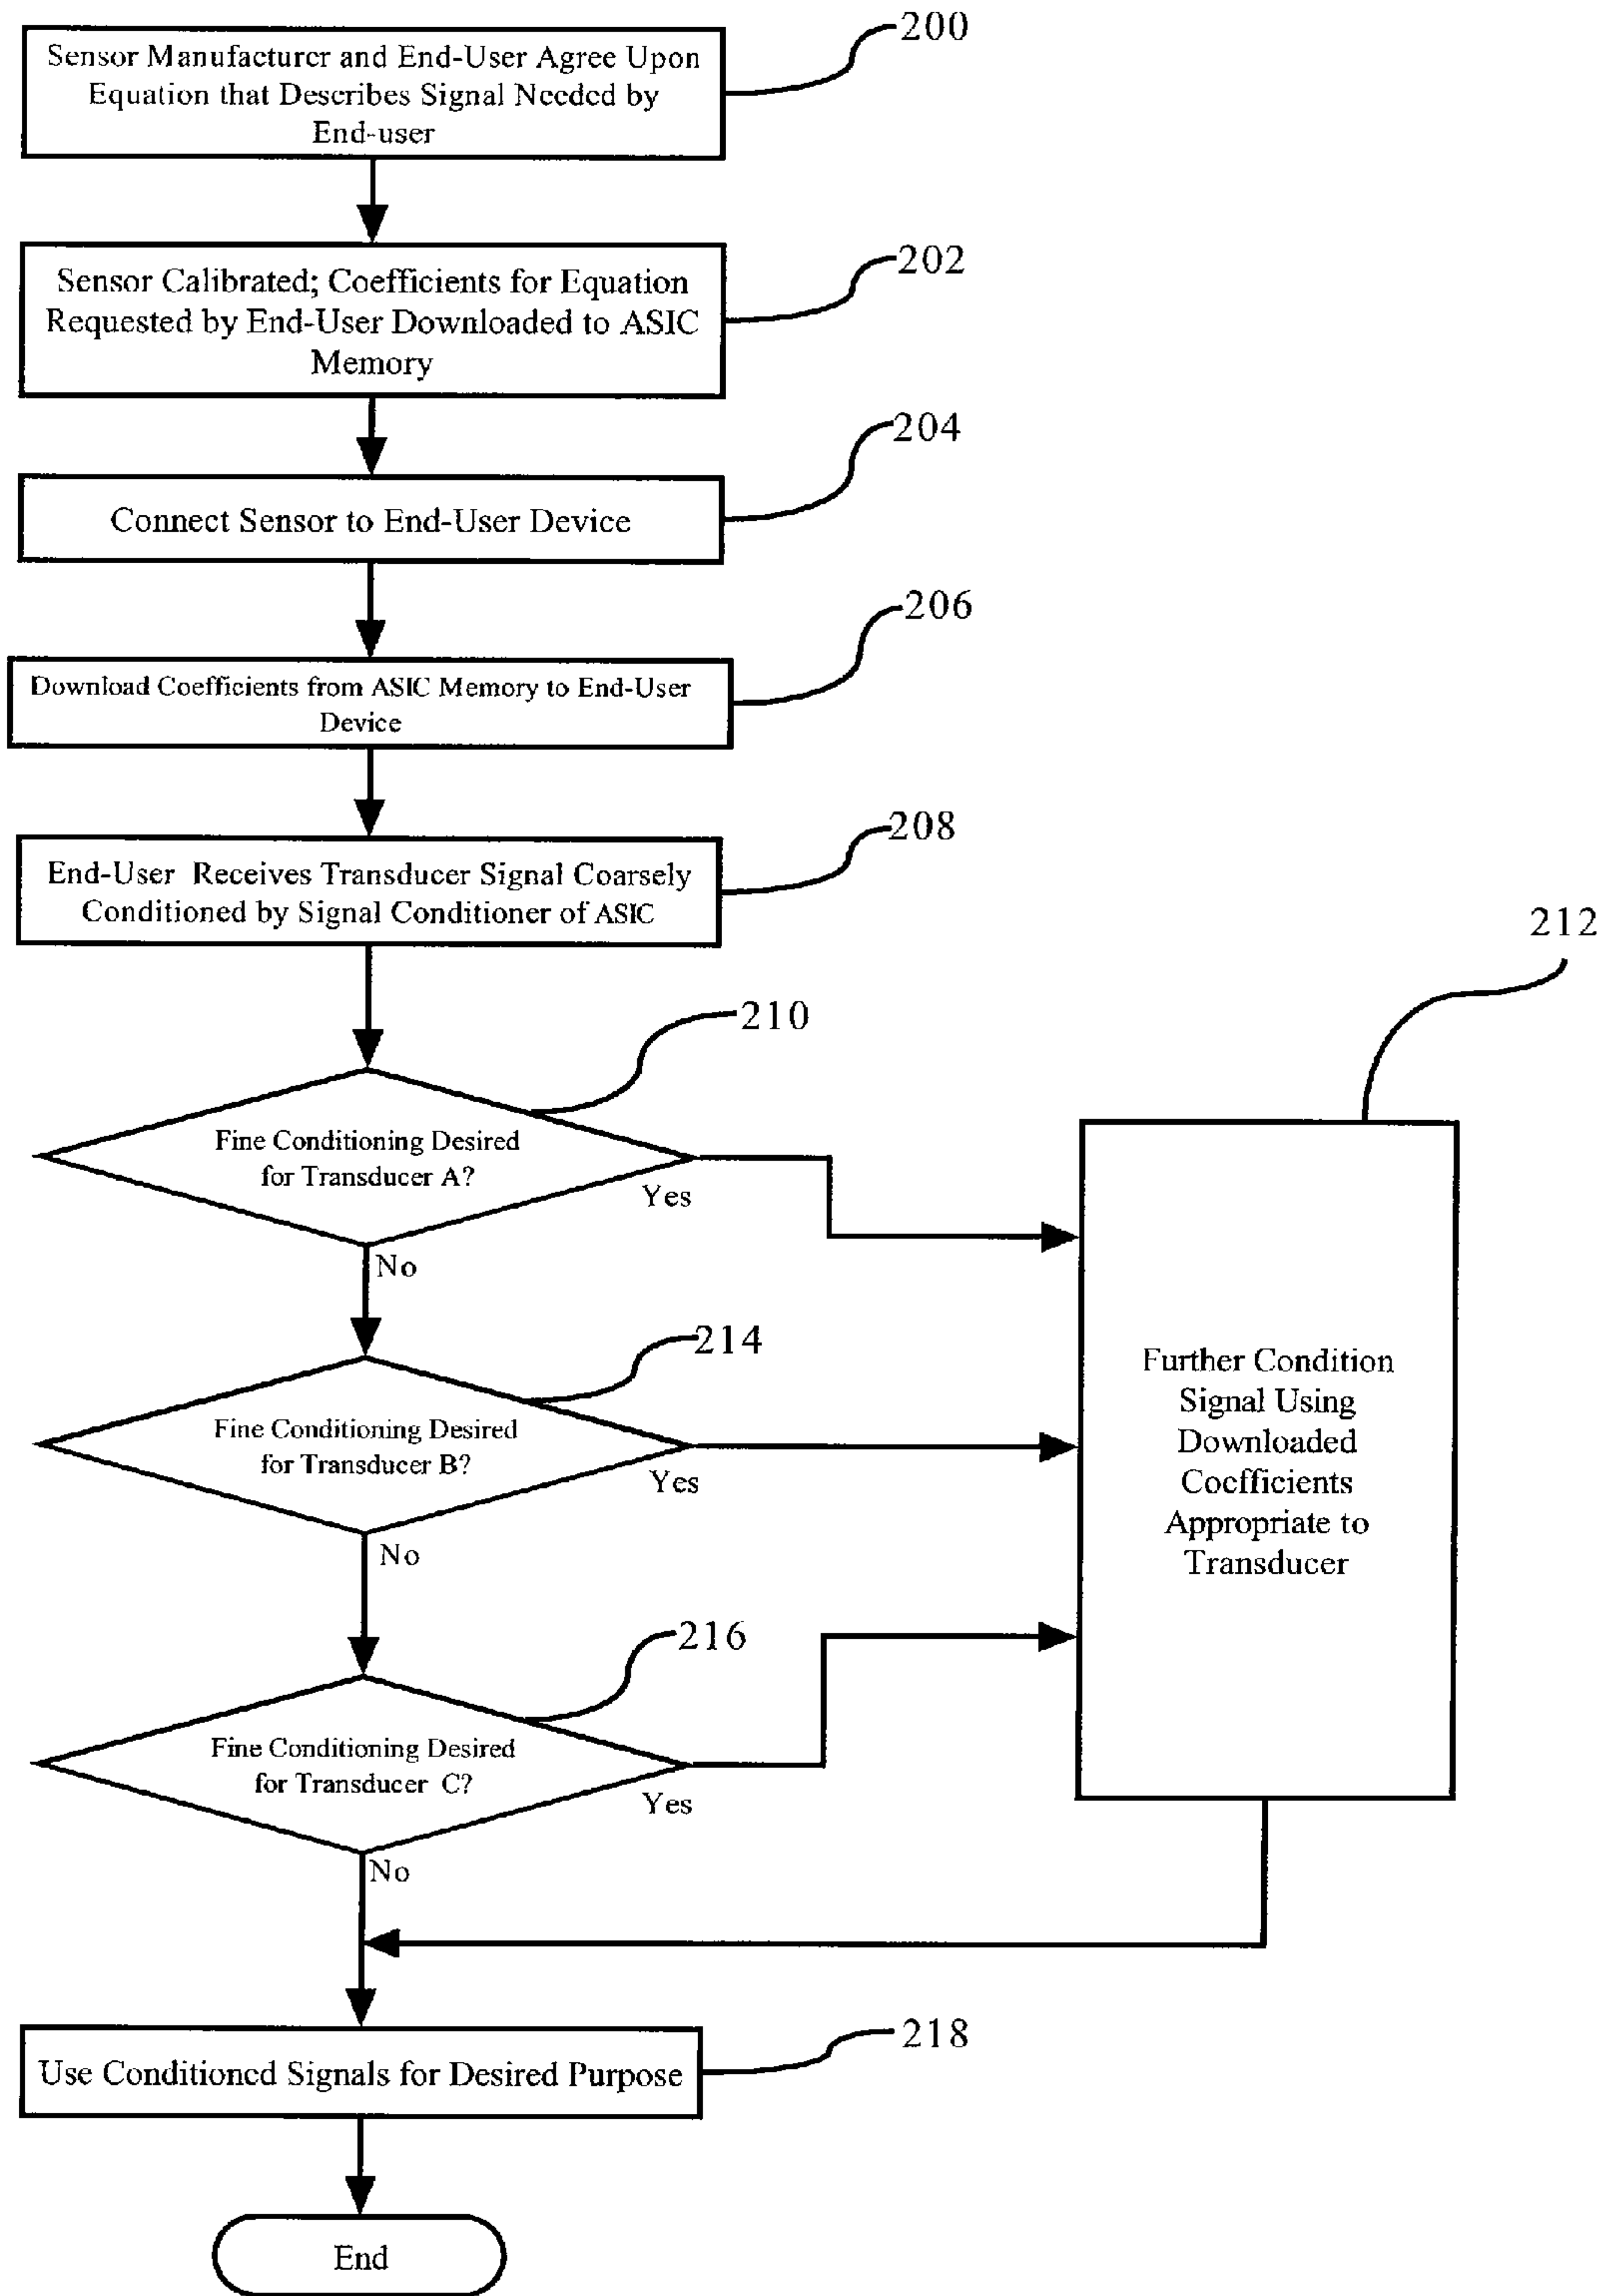 200
Sensor Manufacturer and End-User Agree Upon
Equation that Describes Signal Needed by
End-user
202
Sensor Calibrated; Coefficients for Equation
Requested by End-User Downloaded to ASIC
Memory
204
Connect Sensor to End-User Device
206
Download Coefficients from ASIC Memory to End-User
Device
208
End-User Receives Transducer Signal Coarsely
Conditioned by Signal Conditioner of ASIC
210
Fine Conditioning Desired
for Transducer A?
Yes
No
212
Further Condition
Signal Using
Downloaded
Coefficients
Appropriate to
Transducer
214
Fine Conditioning Desired
for Transducer B?
Yes
No
216
Fine Conditioning Desired
for Transducer C?
Yes
No
218
Use Conditioned Signals for Desired Purpose
End